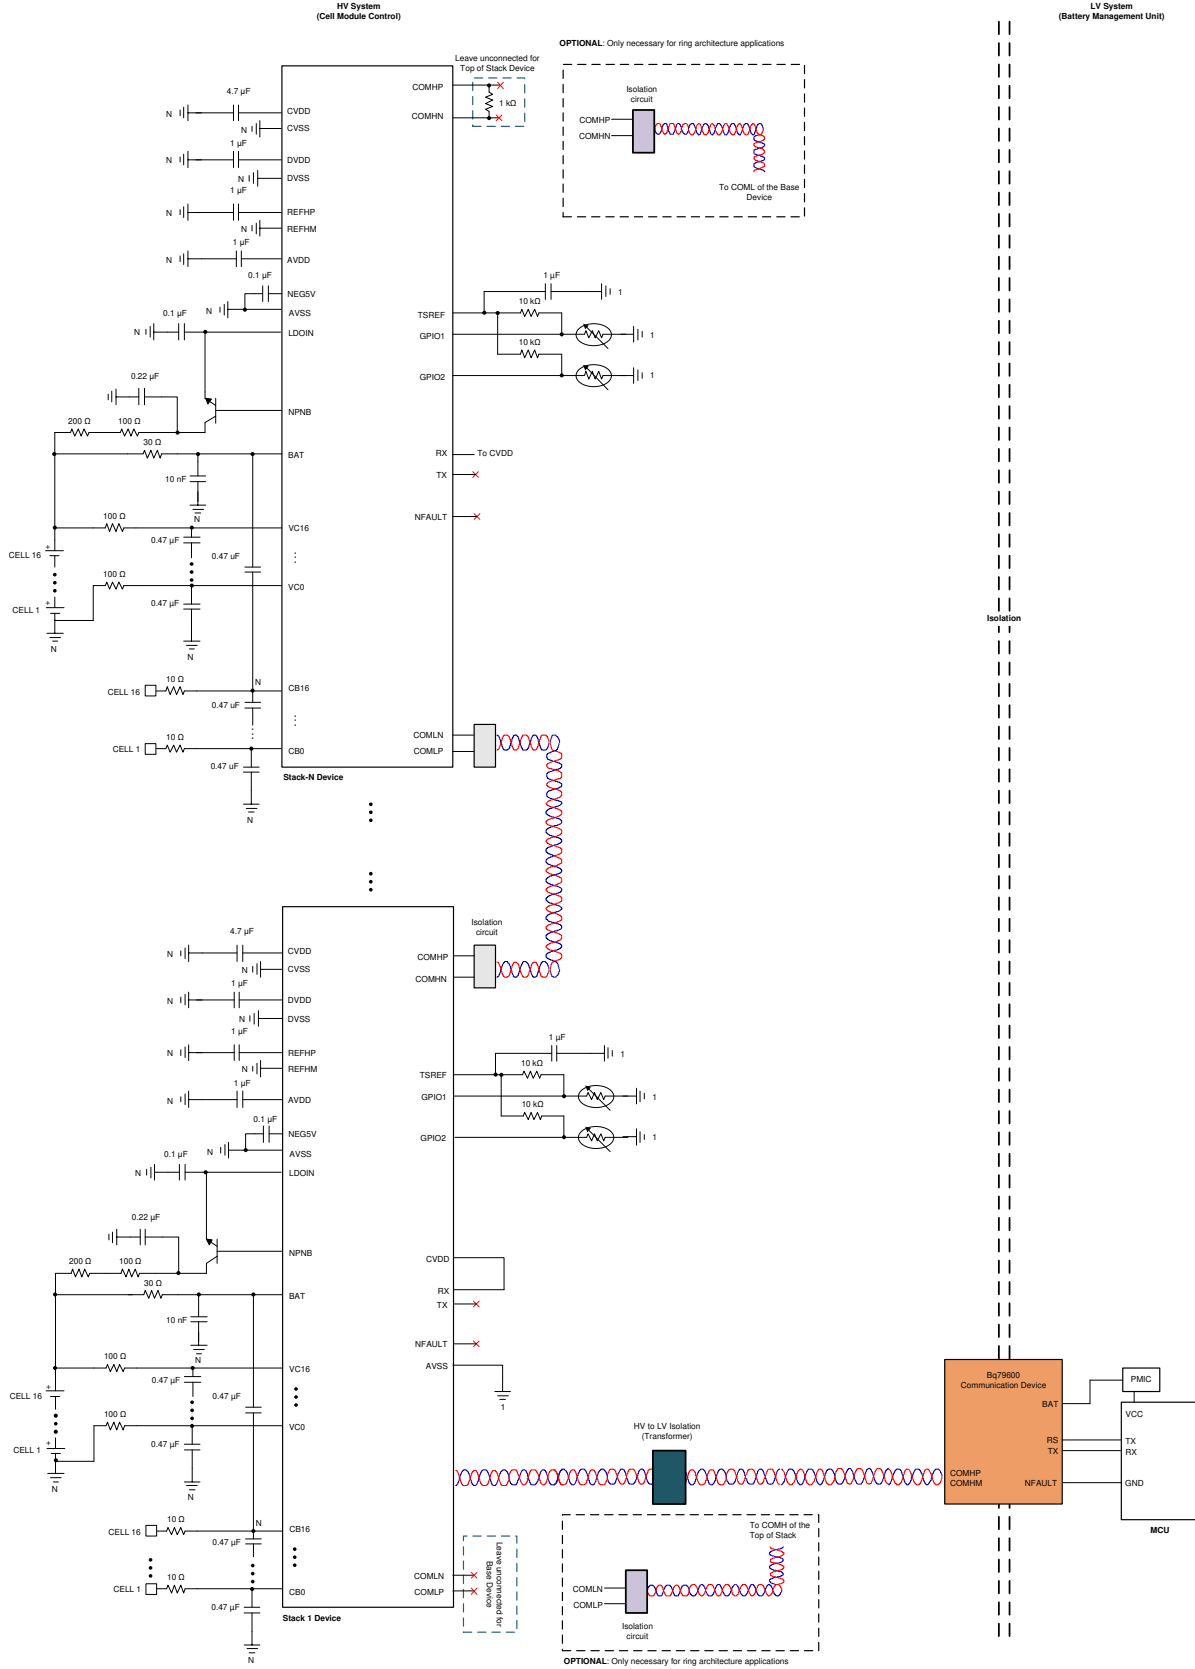 HV System
(Cell Module Control)
LV System
(Battery Management Unit)
OPTIONAL: Only necessary for ring architecture applications
Leave unconnected for
Top of Stack Device
COMHP
COMHN
1 kΩ
Isolation
circuit
COMHP
COMHN
To COML of the Base
Device
4.7 µF
N
CVDD
N
CVSS
1 µF
N
DVDD
N
DVSS
1 µF
N
REFHP
N
REFHM
1 µF
N
AVDD
0.1 µF
NEG5V
N
AVSS
0.1 µF
N
LDOIN
0.22 µF
NPNB
200 Ω
100 Ω
30 Ω
BAT
10 nF
N
100 Ω
VC16
0.47 µF
0.47 uF
CELL 16
100 Ω
VC0
0.47 µF
CELL 1
N
N
10 Ω
CELL 16
N
CB16
0.47 uF
10 Ω
CELL 1
CB0
0.47 uF
N
Stack-N Device
1 µF
1
TSREF
10 kΩ
GPIO1
1
10 kΩ
GPIO2
1
RX
To CVDD
TX
NFAULT
COMLN
COMLP
Isolation
Isolation
circuit
COMHP
COMHN
4.7 µF
N
CVDD
N
CVSS
1 µF
N
DVDD
N
DVSS
1 µF
N
REFHP
N
REFHM
1 µF
N
AVDD
0.1 µF
NEG5V
N
AVSS
0.1 µF
N
LDOIN
0.22 µF
NPNB
200 Ω
100 Ω
30 Ω
BAT
10 nF
N
100 Ω
VC16
0.47 µF
0.47 µF
CELL 16
100 Ω
VC0
0.47 µF
CELL 1
N
N
10 Ω
CELL 16
N
CB16
0.47 µF
10 Ω
CELL 1
CB0
0.47 µF
N
Stack 1 Device
1 µF
1
TSREF
10 kΩ
GPIO1
1
10 kΩ
GPIO2
1
CVDD
RX
TX
NFAULT
AVSS
1
HV to LV Isolation
(Transformer)
COMLN
COMLP
Leave unconnected for
Base Device
To COMH of the
Top of Stack
COMLN
COMLP
Isolation
circuit
OPTIONAL: Only necessary for ring architecture applications
Bq79600
Communication Device
BAT
RS
TX
COMHP
COMHM
NFAULT
PMIC
VCC
TX
RX
GND
MCU